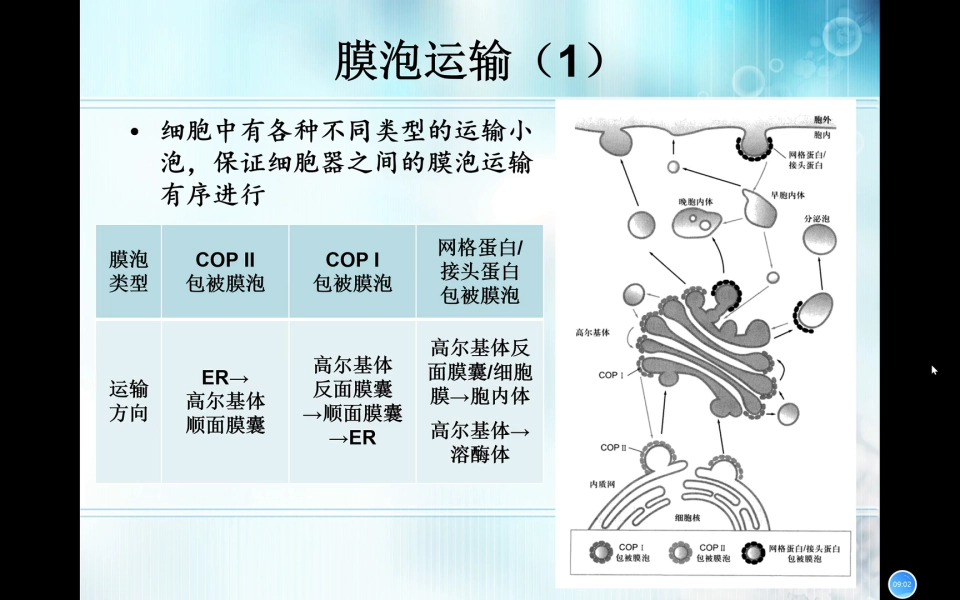 膜泡运输（1）
• 细胞中有各种不同类型的运输小
泡，保证细胞器之间的膜泡运输
有序进行
膜泡
类型
COP II
包被膜泡
COP I
包被膜泡
网格蛋白/
接头蛋白
包被膜泡
运输
方向
ER→
高尔基体
顺面膜囊
高尔基体
反面膜囊
→顺面膜囊
→ER
高尔基体反
面膜囊/细胞
膜→胞内体
高尔基体→
溶酶体
胞外
胞内
网格蛋白/
接头蛋白
早胞内体
晚胞内体
分泌泡
高尔基体
COP I
COP II
内质网
细胞核
COP I
包被膜泡
COP II
包被膜泡
网格蛋白/接头蛋白
包被膜泡
09:02